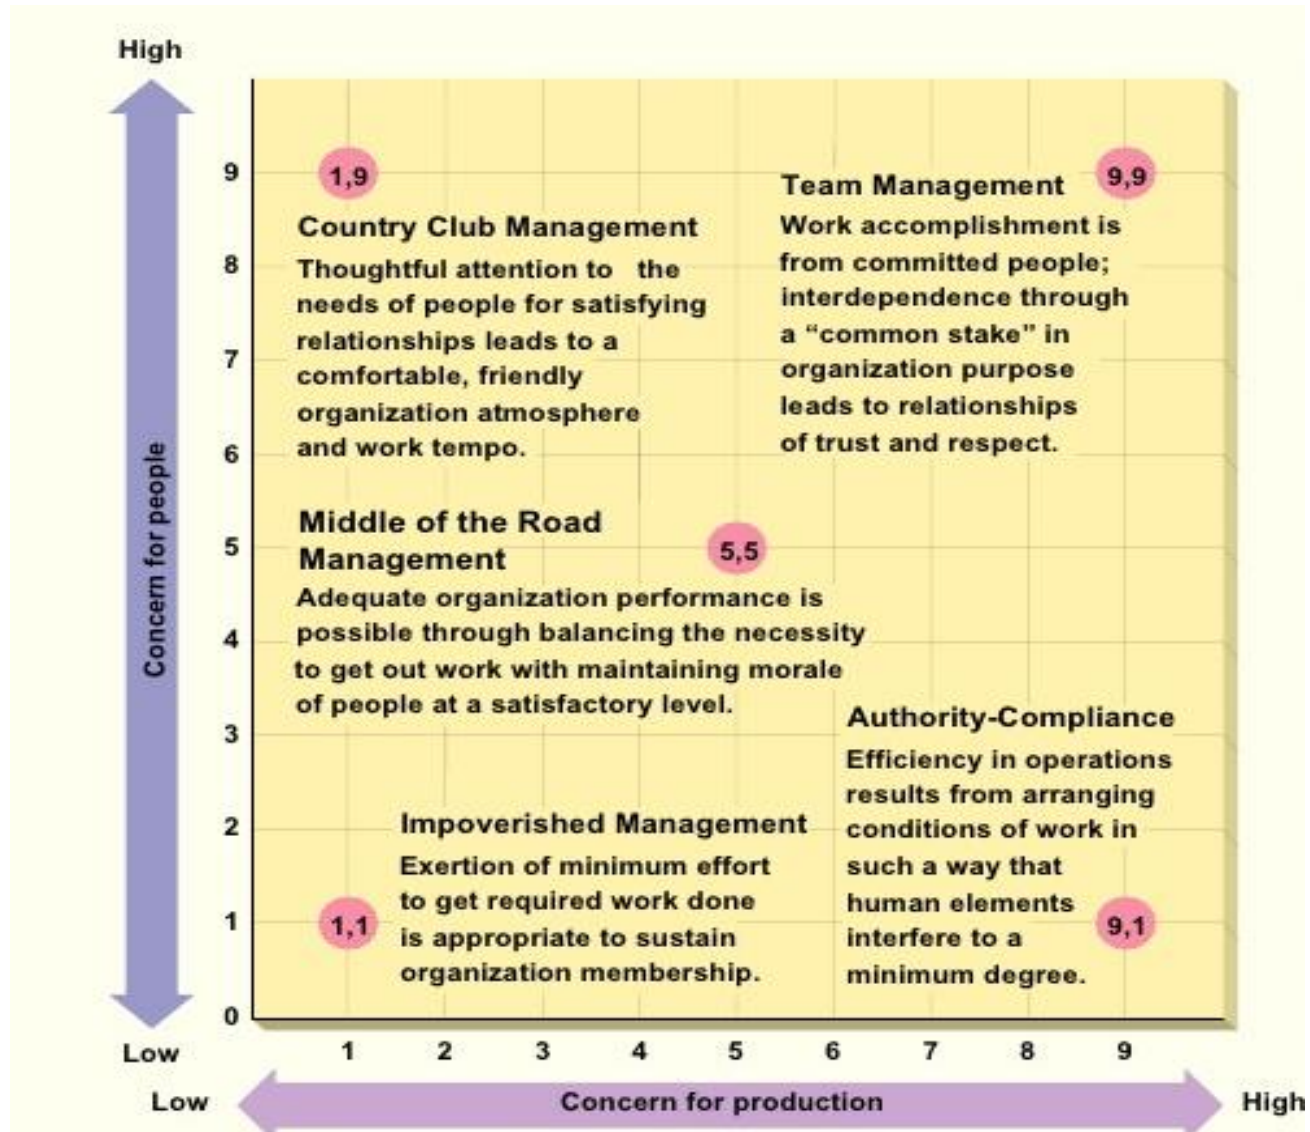 High
9
8
7
6
5
4
3
2
1
0
Low
Concern for people
1,9
Country Club Management
Thoughtful attention to the
needs of people for satisfying
relationships leads to a
comfortable, friendly
organization atmosphere
and work tempo.
Team Management
9,9
Work accomplishment is
from committed people;
interdependence through
a “common stake” in
organization purpose
leads to relationships
of trust and respect.
Middle of the Road
Management
5,5
Adequate organization performance is
possible through balancing the necessity
to get out work with maintaining morale
of people at a satisfactory level.
Impoverished Management
Exertion of minimum effort
to get required work done
is appropriate to sustain
organization membership.
1,1
Authority-Compliance
Efficiency in operations
results from arranging
conditions of work in
such a way that
human elements
interfere to a
minimum degree.
9,1
1 2 3 4 5 6 7 8 9
Low
Concern for production
High